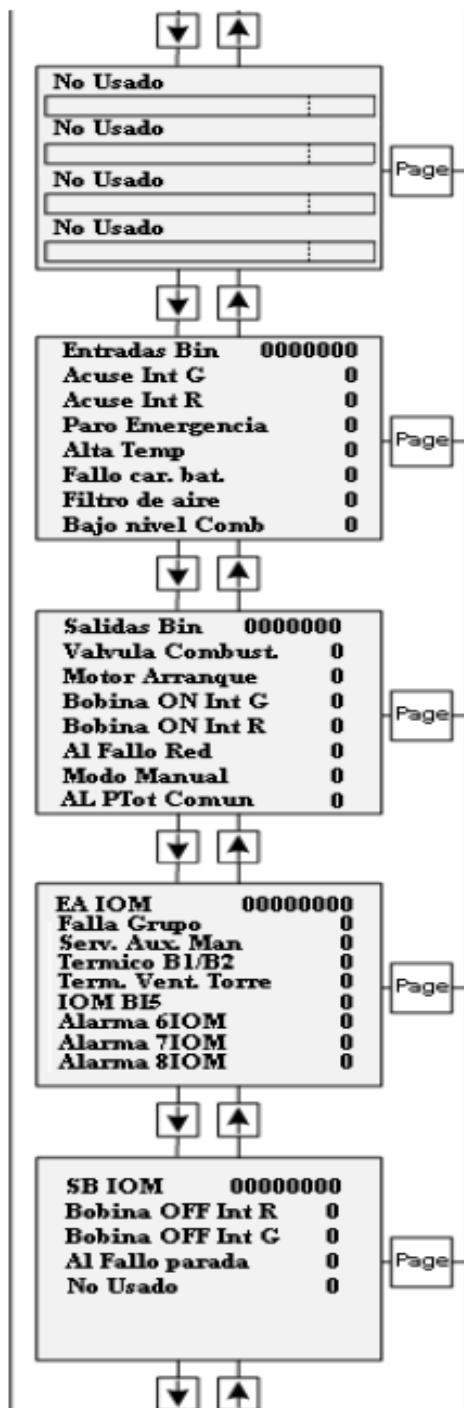 No Usado
No Usado
No Usado
No Usado
Page
Entradas Bin 0000000
Acuse Int G 0
Acuse Int R 0
Paro Emergencia 0
Alta Temp 0
Fallo car. bat. 0
Filtro de aire 0
Bajo nivel Comb 0
Page
Salidas Bin 0000000
Valvula Combust. 0
Motor Arranque 0
Bobina ON Int G 0
Bobina ON Int R 0
Al Fallo Red 0
Modo Manual 0
AL PTot Comun 0
Page
EA IOM 00000000
Falla Grupo 0
Serv. Aux. Man 0
Termico B1/B2 0
Term. Vent. Torre 0
IOM BI5 0
Alarma 6IOM 0
Alarma 7IOM 0
Alarma 8IOM 0
Page
SB IOM 00000000
Bobina OFF Int R 0
Bobina OFF Int G 0
Al Fallo parada 0
No Usado 0
Page